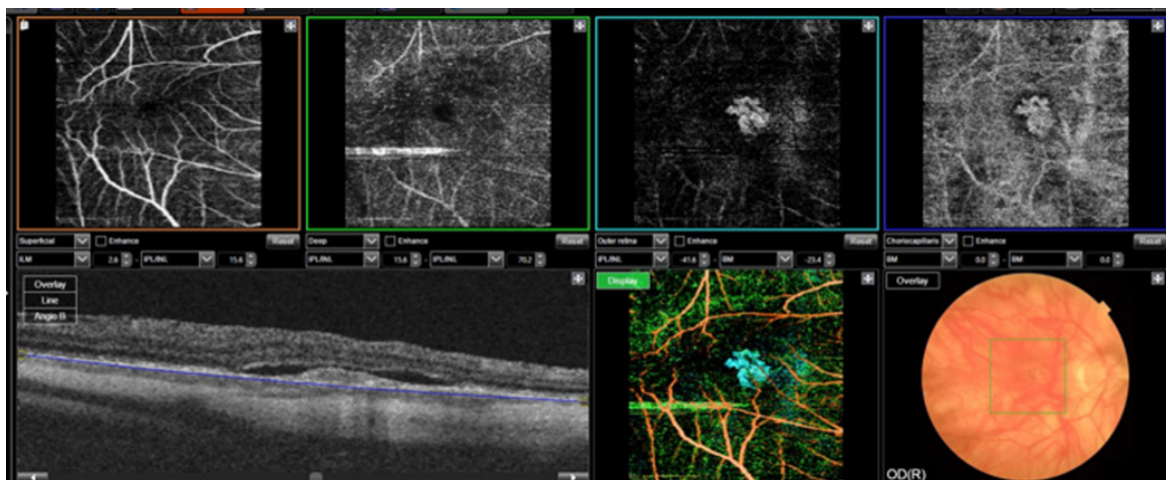 Superficial Enhance Reset
ILM 2.6 - IPL/INL 15.6
Deep Enhance Reset
IPL/INL 15.6 - IPL/INL 70.2
Outer retina Enhance Reset
IPL/INL -41.6 - BM -23.4
Choriocapillaris Enhance Reset
BM 0.0 - BM 0.0
Overlay
Line
Angio B
Display
Overlay
OD(R)